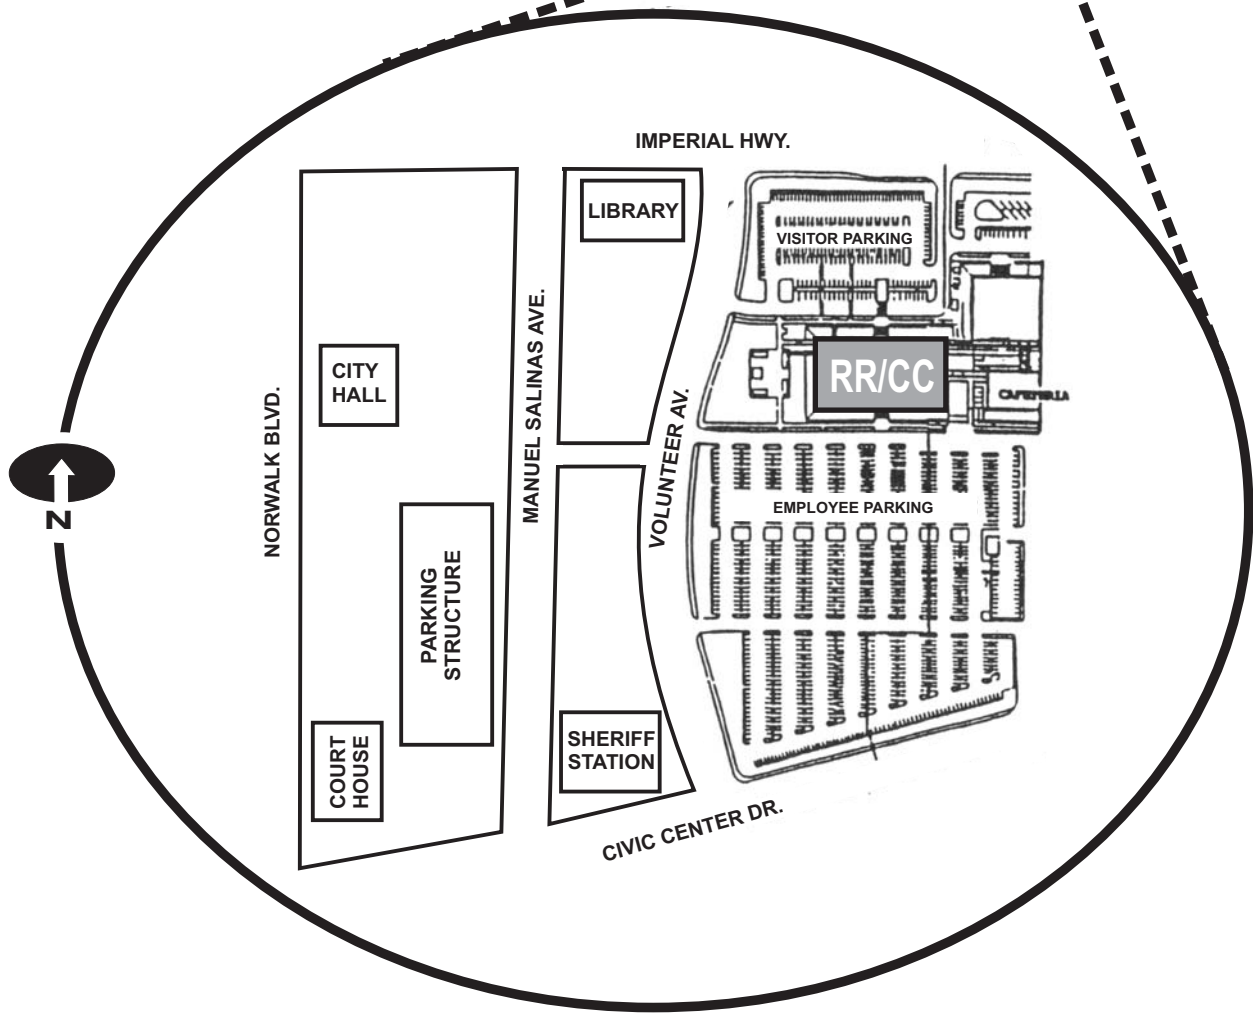 IMPERIAL HWY.
LIBRARY
VISITOR PARKING
CITY
HALL
RR/CC
CAFETERIA
NORWALK BLVD.
MANUEL SALINAS AVE.
VOLUNTEER AV.
N
EMPLOYEE PARKING
PARKING
STRUCTURE
COURT
HOUSE
SHERIFF
STATION
CIVIC CENTER DR.